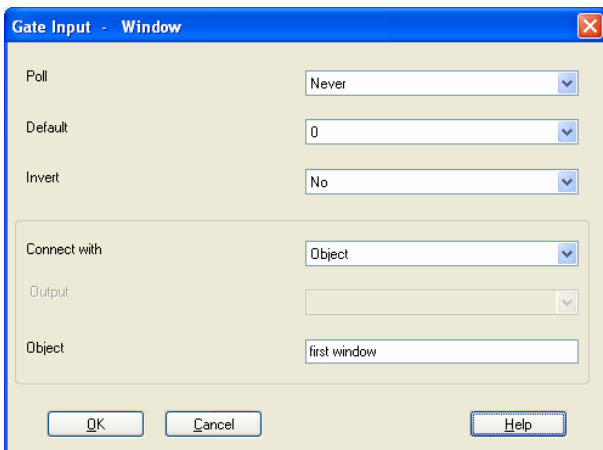 Gate Input - Window
Poll Never
Default 0
Invert No
Connect with Object
Output
Object first window
OK Cancel Help